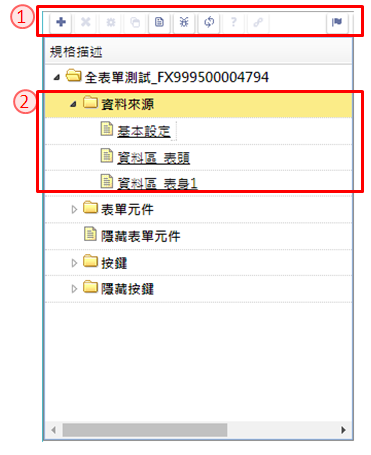 1
?
規格描述
全表單測試_FX999500004794
2
資料來源
基本設定
資料區_表頭
資料區_表身1
表單元件
隱藏表單元件
按鍵
隱藏按鍵